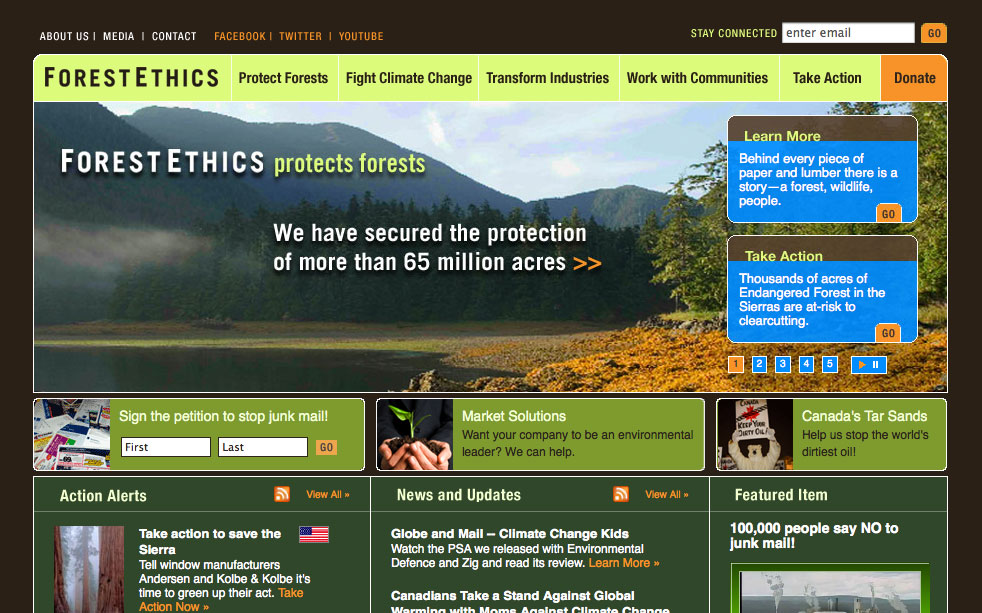 ABOUT US | MEDIA | CONTACT FACEBOOK | TWITTER | YOUTUBE
STAY CONNECTED enter email GO
FORESTETHICS
Protect Forests
Fight Climate Change
Transform Industries
Work with Communities
Take Action
Donate
FORESTETHICS protects forests
We have secured the protection
of more than 65 million acres >>
Learn More
Behind every piece of
paper and lumber there is a
story—a forest, wildlife,
people.
GO
Take Action
Thousands of acres of
Endangered Forest in the
Sierras are at-risk to
clearcutting.
GO
1 2 3 4 5
Sign the petition to stop junk mail!
First Last GO
Market Solutions
Want your company to be an environmental
leader? We can help.
CANADA
KEEP YOUR
DIRTY OIL!
Canada's Tar Sands
Help us stop the world's
dirtiest oil!
Action Alerts
View All »
Take action to save the
Sierra
Tell window manufacturers
Andersen and Kolbe & Kolbe it's
time to green up their act. Take
Action Now »
News and Updates
View All »
Globe and Mail – Climate Change Kids
Watch the PSA we released with Environmental
Defence and Zig and read its review. Learn More »
Canadians Take a Stand Against Global
Warming with Moms Against Climate Change
Featured Item
100,000 people say NO to
junk mail!